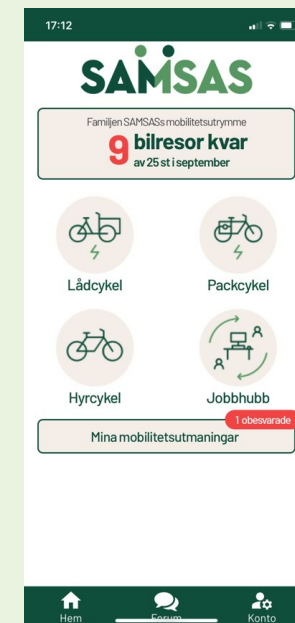 17:12
SAMSAS
Familjen SAMSASs mobilitetsutrymme
9 bilresor kvar
av 25 st i september
Lådcykel
Packcykel
Hyrcykel
Jobbhubb
1 obesvarade
Mina mobilitetsutmaningar
Hem
Forum
Konto